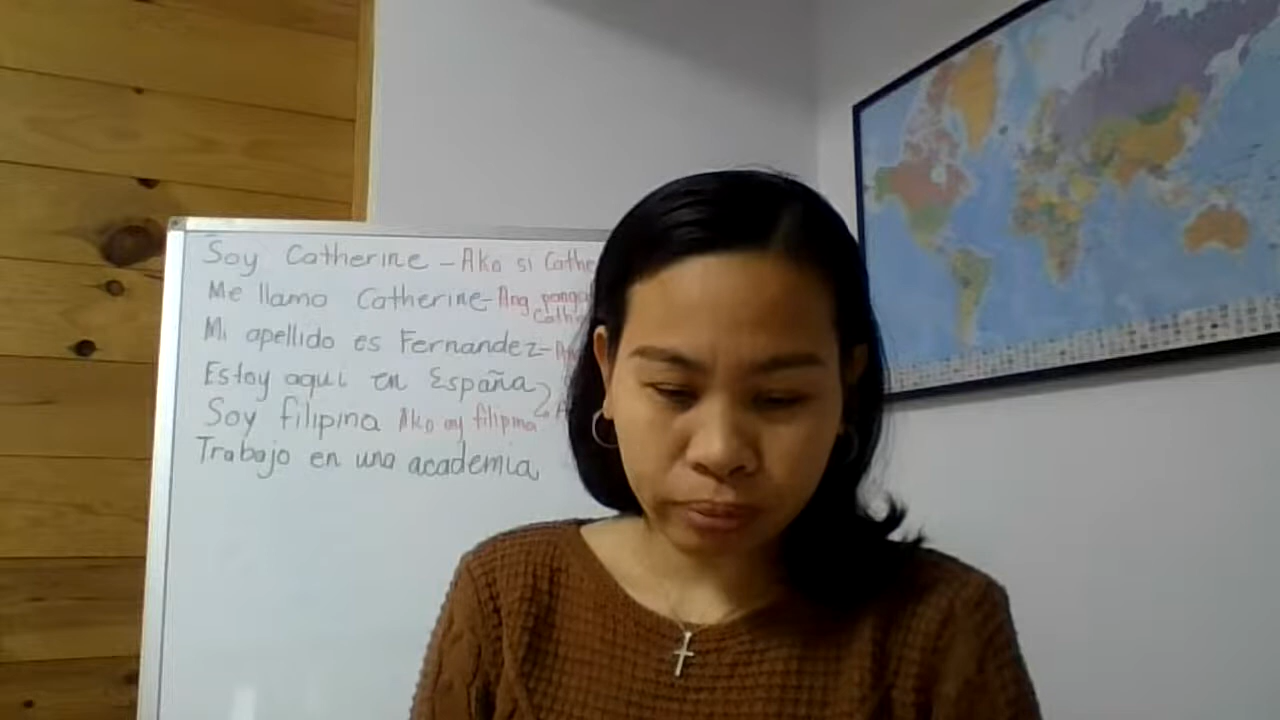 Soy Catherine - Ako si
Me llamo Catherine - Ang
Mi apellido es Fernandez -
Estoy aqui en España
Soy filipina Ako ay filipina
Trabajo en una academia